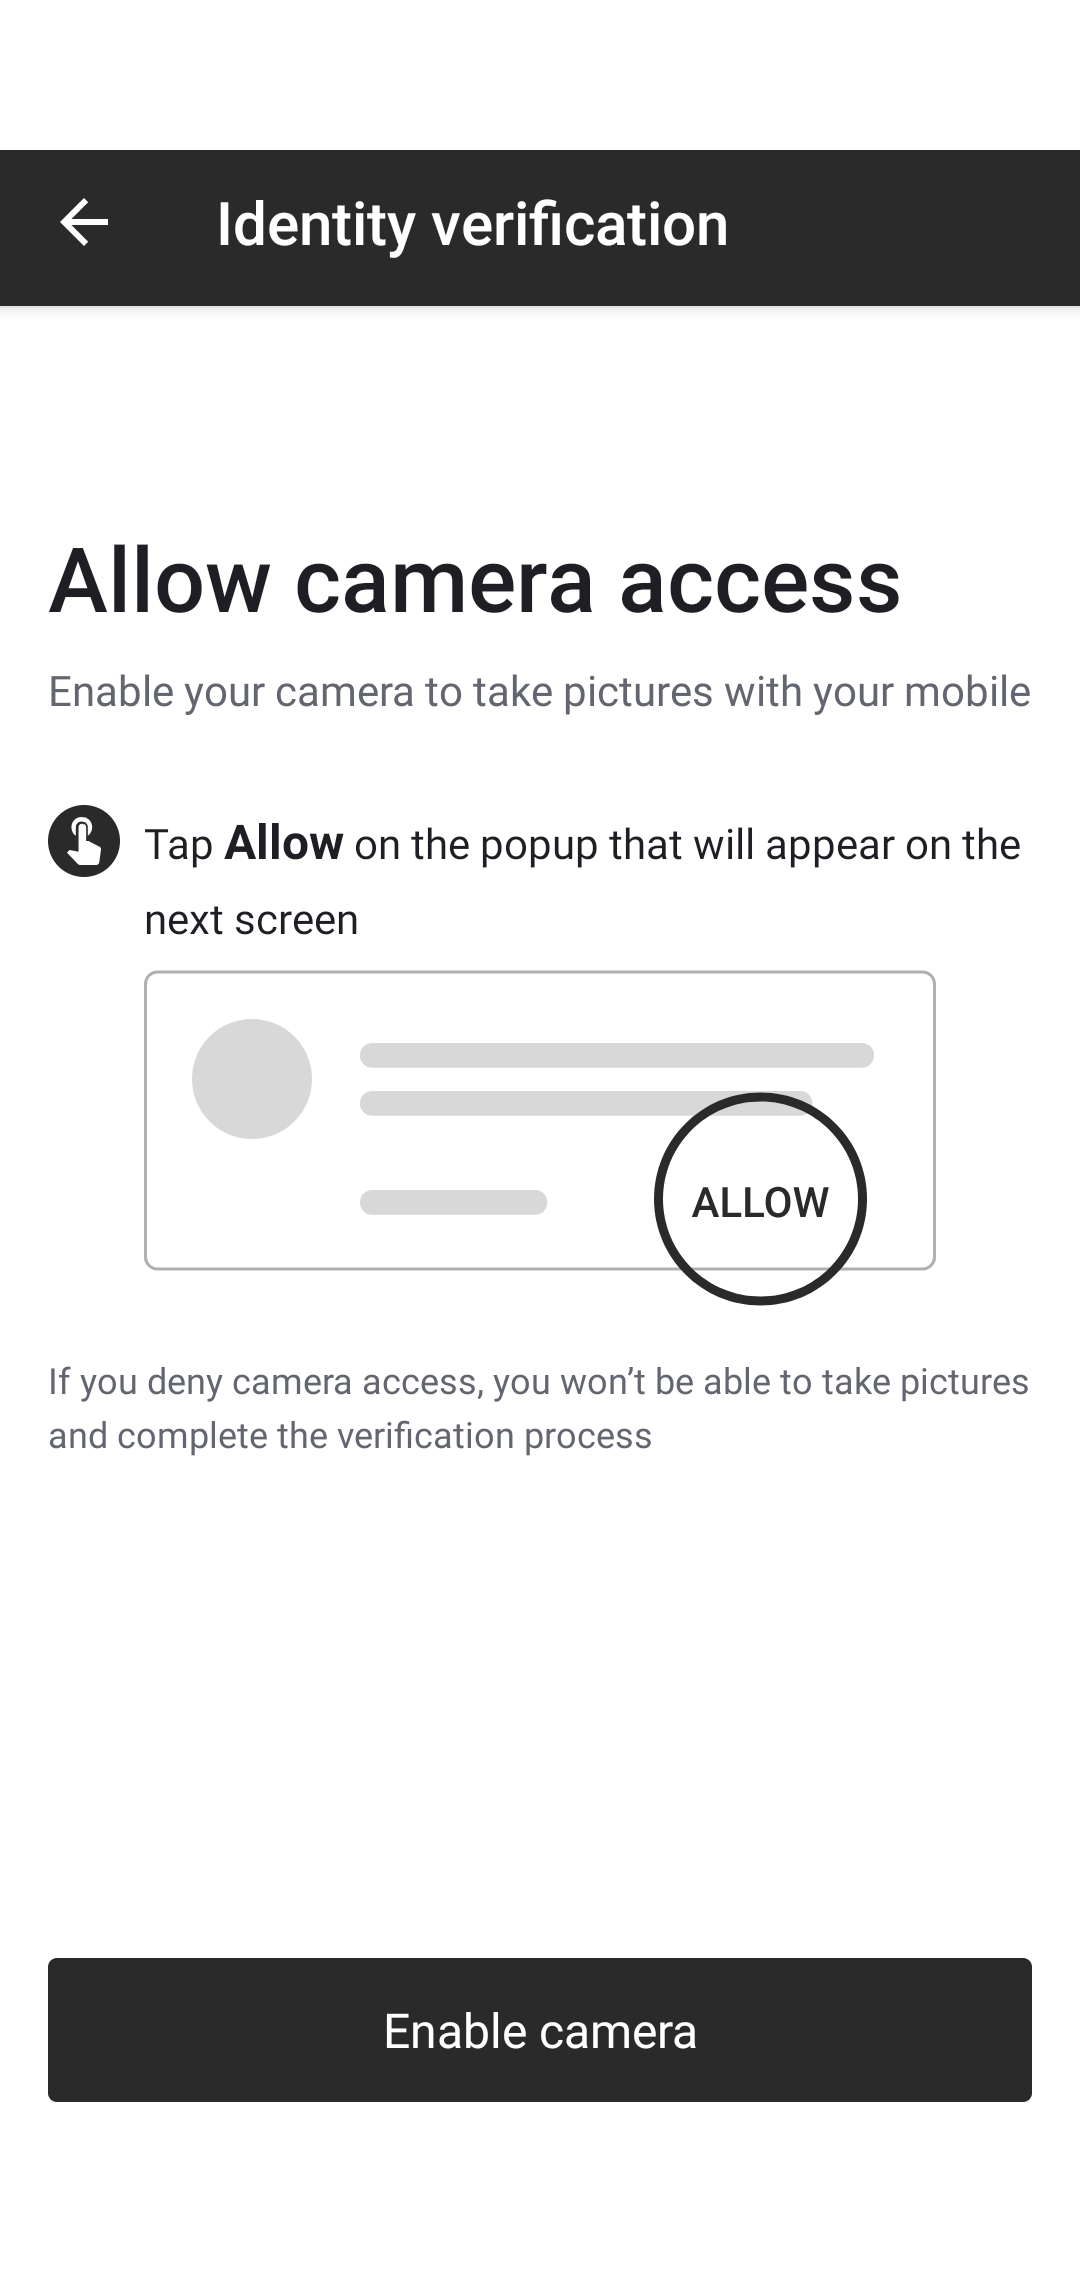 Identity verification
Allow camera access
Enable your camera to take pictures with your mobile
Tap Allow on the popup that will appear on the
next screen
ALLOW
If you deny camera access, you won’t be able to take pictures
and complete the verification process
Enable camera